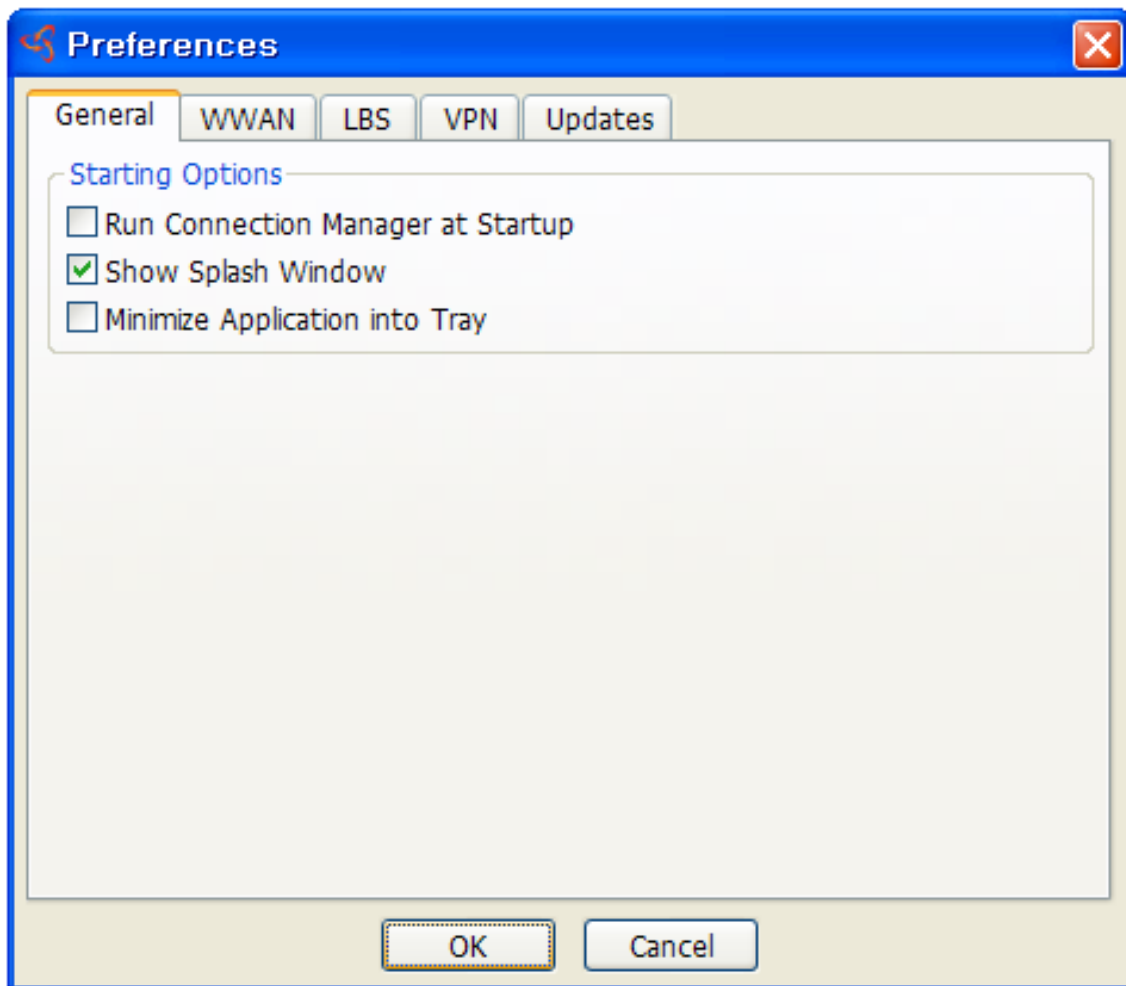 Preferences
General WWAN LBS VPN Updates
Starting Options
Run Connection Manager at Startup
Show Splash Window
Minimize Application into Tray
OK Cancel